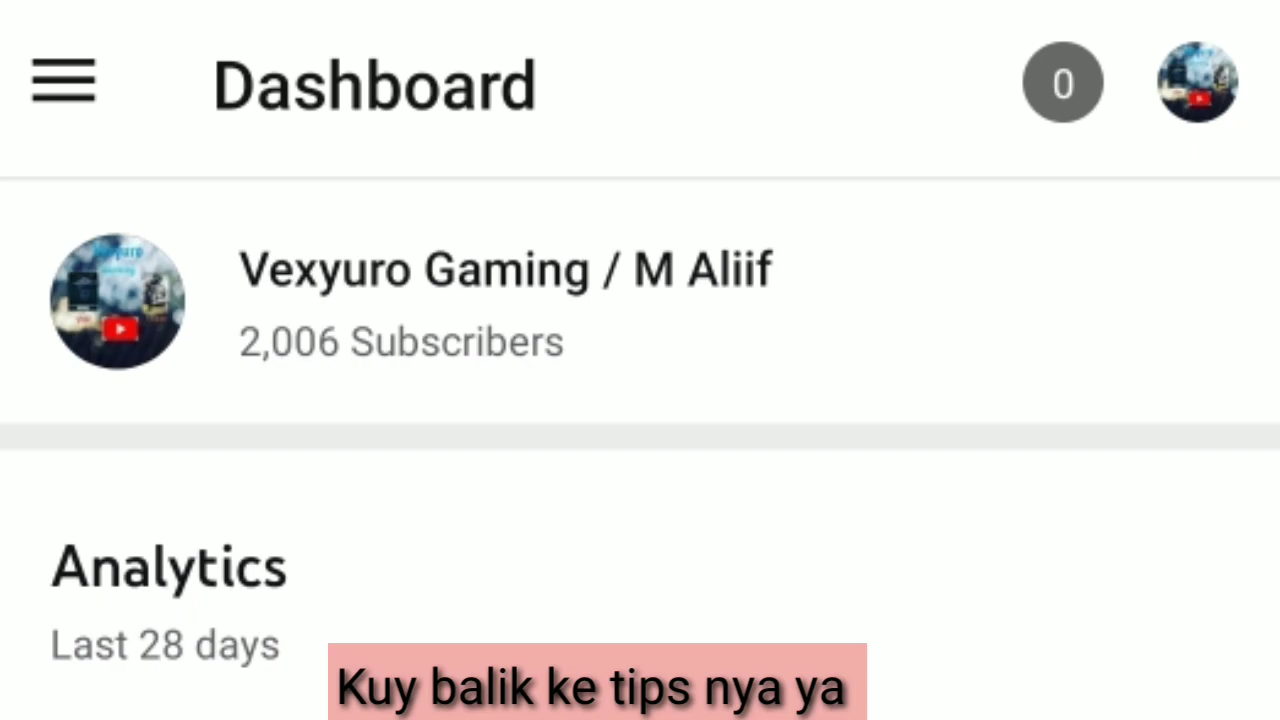 Dashboard
0
Vexyuro Gaming / M Aliif
2,006 Subscribers
Analytics
Last 28 days
Kuy balik ke tips nya ya